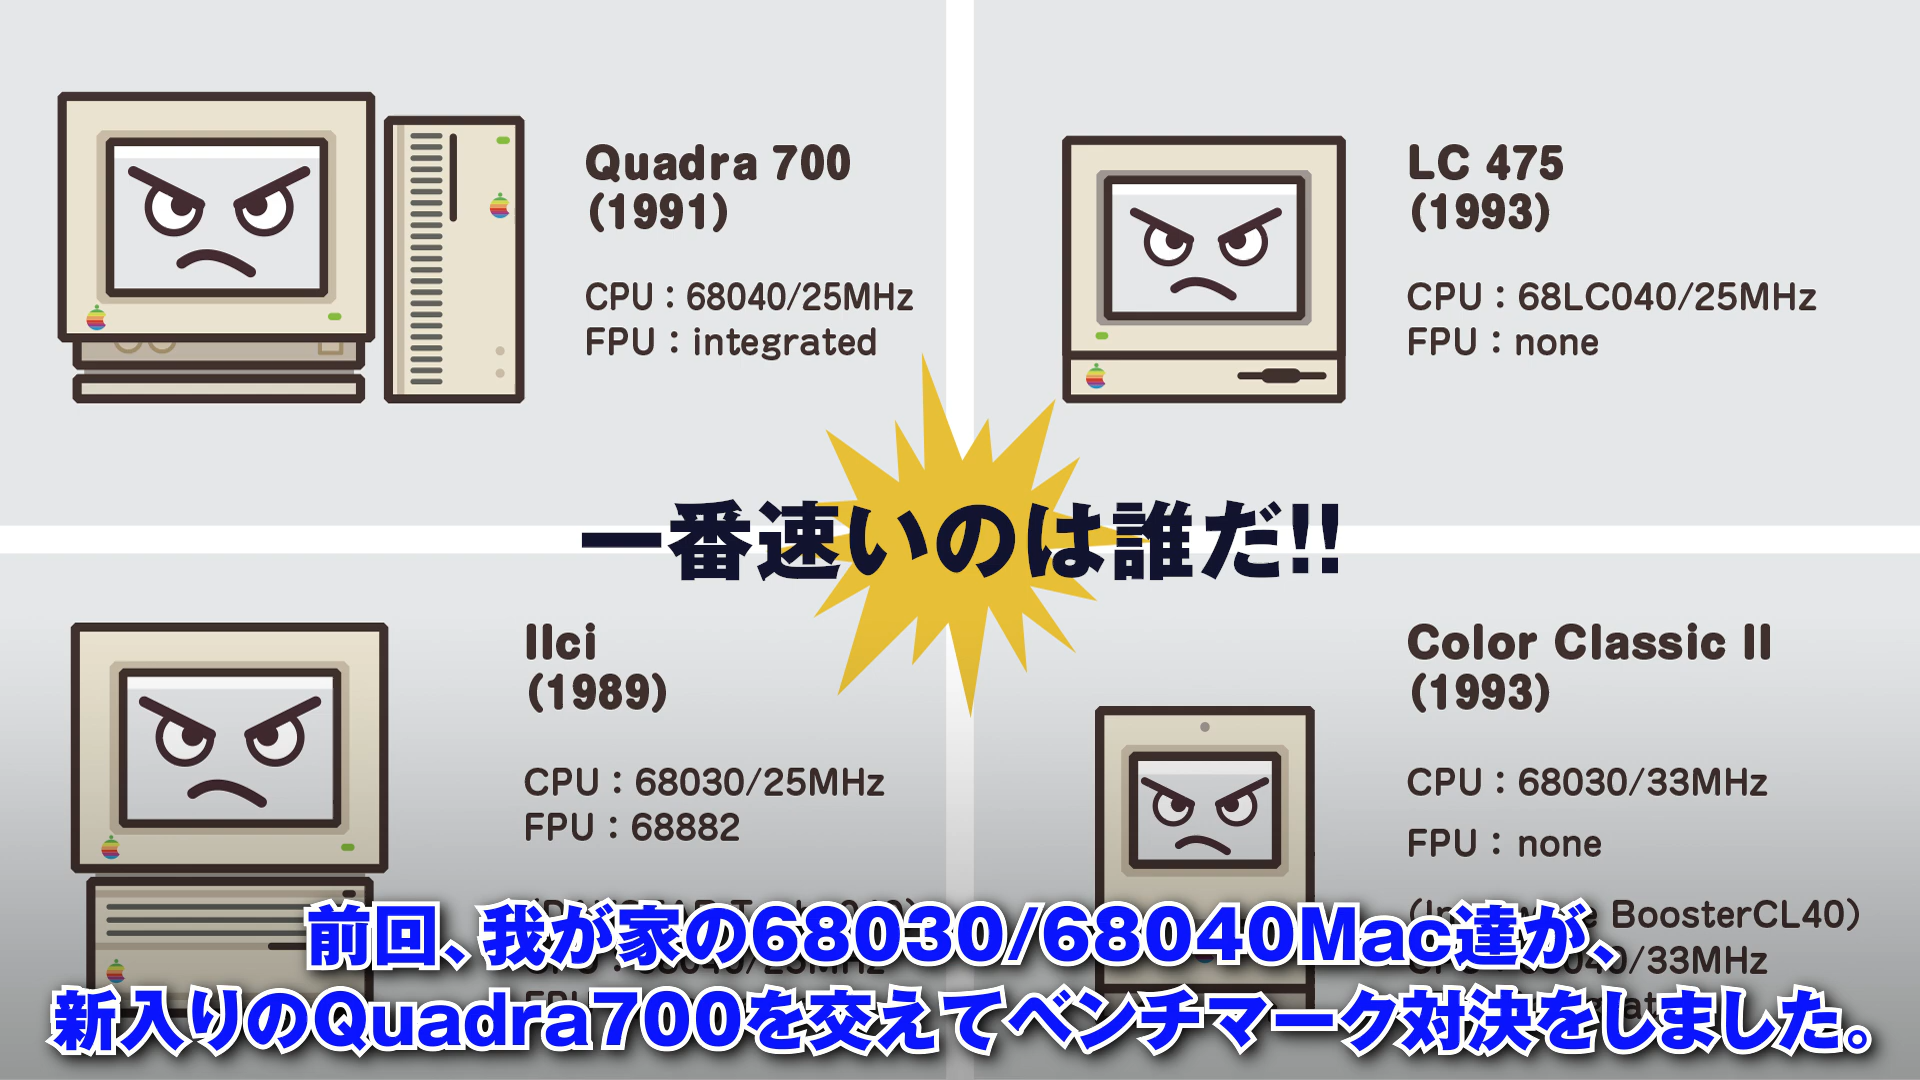 Quadra 700
(1991)
CPU：68040/25MHz
FPU：integrated
LC 475
(1993)
CPU：68LC040/25MHz
FPU：none
一番速いのは誰だ!!
IIci
(1989)
CPU：68030/25MHz
FPU：68882
Color Classic II
(1993)
CPU：68030/33MHz
FPU：none
BoosterCL40)
/33MHz
前回、我が家の68030/68040Mac達が、
新入りのQuadra700を交えてベンチマーク対決をしました。